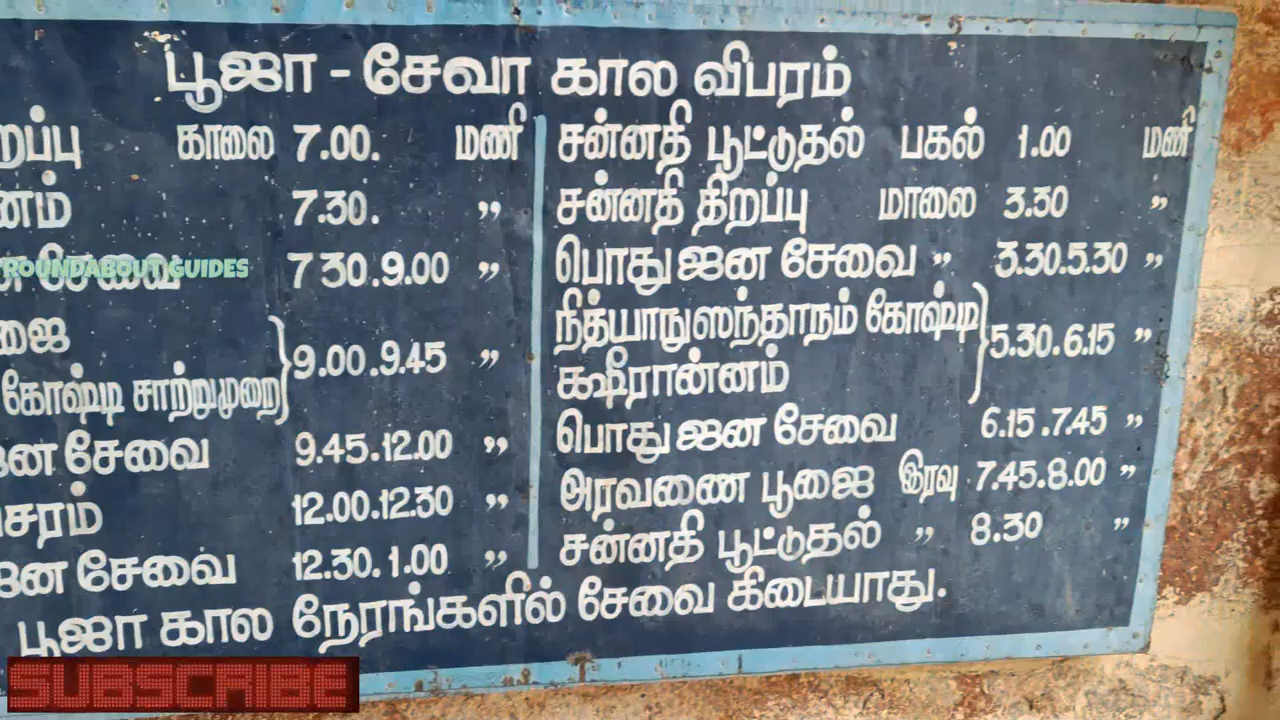 பூஜா - சேவா கால விபரம்
றப்பு காலை 7.00. மணி
னம் 7.30. ”
ROUNDABOUT GUIDES
ன சேவை 7 30.9.00 ”
ஜை
கோஷ்டி சாற்றுமுறை } 9.00.9.45 ”
ஜன சேவை 9.45.12.00 ”
சரம் 12.00.12.30 ”
ஜன சேவை 12.30.1.00 ”
சன்னதி பூட்டுதல் பகல் 1.00 மணி
சன்னதி திறப்பு மாலை 3.30 ”
பொது ஜன சேவை ” 3.30.5.30 ”
நித்யாநுஸந்தாநம் கோஷ்டி } 5.30.6.15 ”
க்ஷீரான்னம்
பொது ஜன சேவை 6.15.7.45 ”
அரவணை பூஜை இரவு 7.45.8.00 ”
சன்னதி பூட்டுதல் ” 8.30 ”
பூஜா கால நேரங்களில் சேவை கிடையாது.
SUBSCRIBE